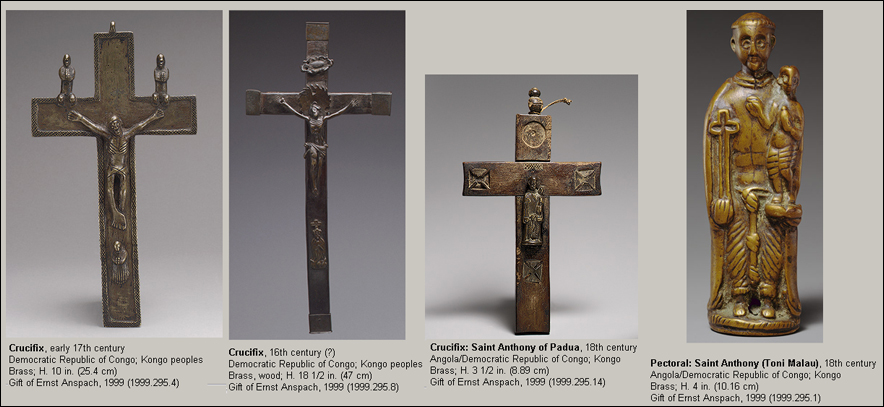 Crucifix, early 17th century
Democratic Republic of Congo; Kongo peoples
Brass; H. 10 in. (25.4 cm)
Gift of Ernst Anspach, 1999 (1999.295.4)
Crucifix, 16th century (?)
Democratic Republic of Congo; Kongo peoples
Brass, wood; H. 18 1/2 in. (47 cm)
Gift of Ernst Anspach, 1999 (1999.295.8)
Crucifix: Saint Anthony of Padua, 18th century
Angola/Democratic Republic of Congo; Kongo
Brass; H. 3 1/2 in. (8.89 cm)
Gift of Ernst Anspach, 1999 (1999.295.14)
Pectoral: Saint Anthony (Toni Malau), 18th century
Angola/Democratic Republic of Congo; Kongo
Brass; H. 4 in. (10.16 cm)
Gift of Ernst Anspach, 1999 (1999.295.1)